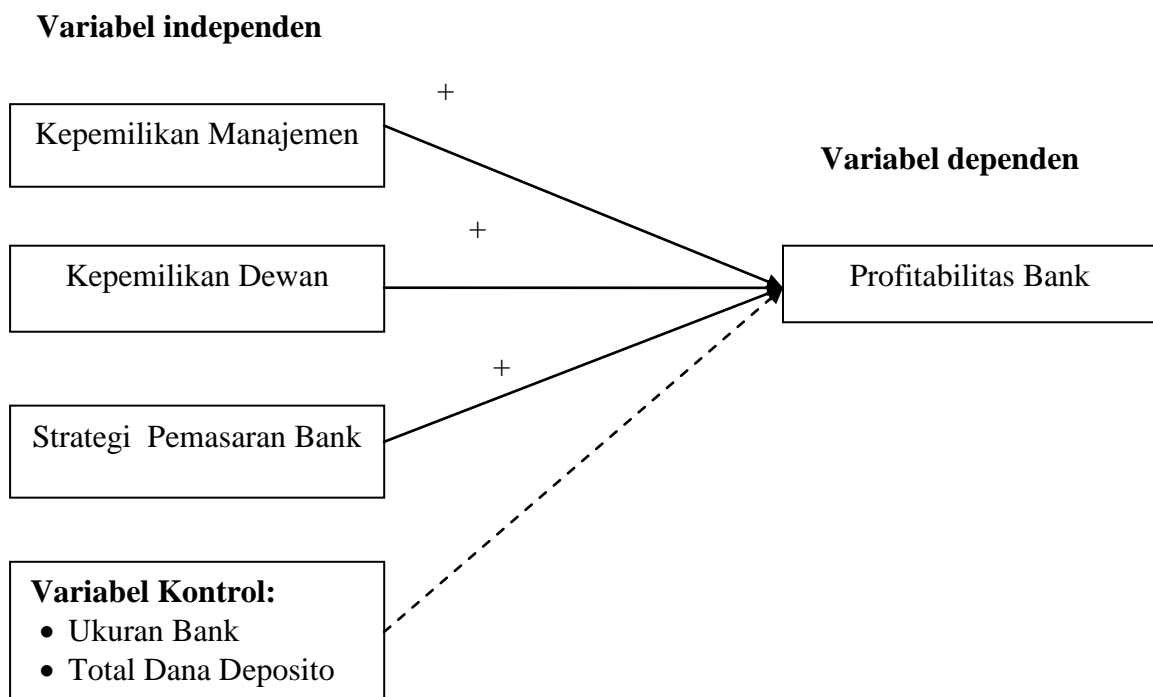 Variabel independen
+
Kepemilikan Manajemen
Variabel dependen
+
Kepemilikan Dewan
Profitabilitas Bank
+
Strategi  Pemasaran Bank
Variabel Kontrol:
• Ukuran Bank
• Total Dana Deposito